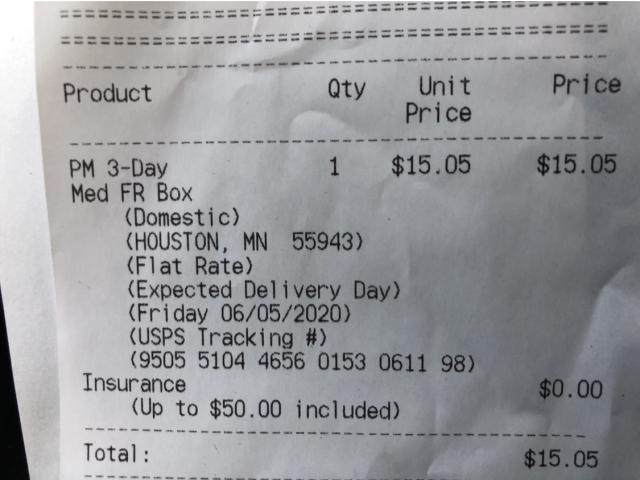 Product Qty Unit Price
Price
PM 3-Day 1 $15.05 $15.05
Med FR Box
(Domestic)
(HOUSTON, MN 55943)
(Flat Rate)
(Expected Delivery Day)
(Friday 06/05/2020)
(USPS Tracking #)
(9505 5104 4656 0153 0611 98)
Insurance $0.00
(Up to $50.00 included)
Total: $15.05